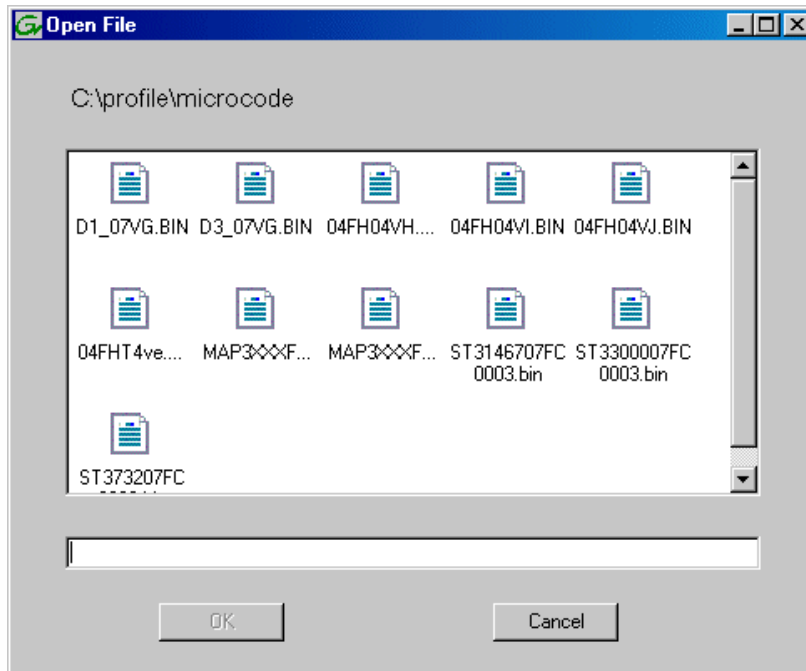 Open File
C:\profile\microcode
D1_07VG.BIN D3_07VG.BIN 04FH04VH.... 04FH04VI.BIN 04FH04VJ.BIN
04FHT4ve.... MAP3XXXF... MAP3XXXF... ST3146707FC ST3300007FC
0003.bin 0003.bin
ST373207FC
OK Cancel